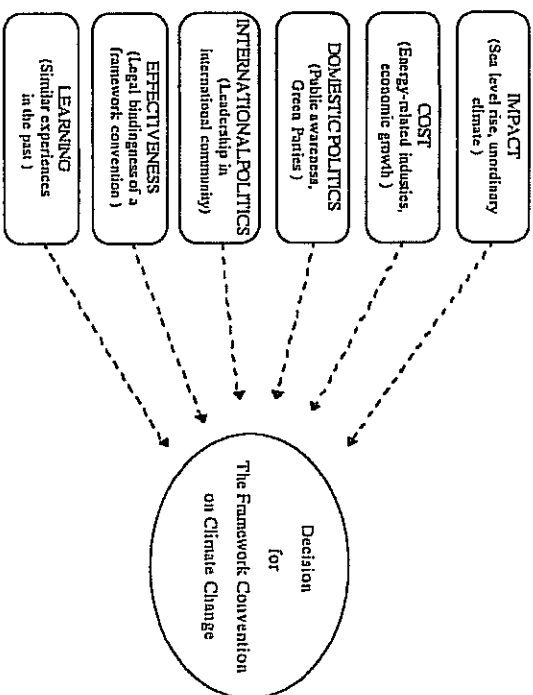 IMPACT
(Sea level rise, unordinary
climate )
COST
(Energy-related industies,
economic growth )
DOMESTIC POLITICS
(Public awareness,
Green Parties )
INTERNATIONAL POLITICS
(Leadership in
international community)
EFFECTIVENESS
(Legal bindingness of a
framework convention )
LEARNING
(Similar experiences
in the past )
Decision
for
The Framework Convention
on Climate Change